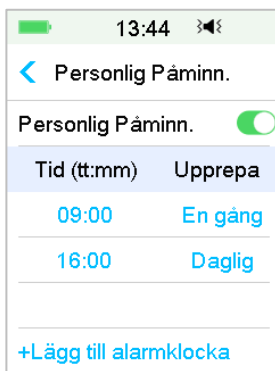 13:44
Personlig Påminn.
Personlig Påminn.
Tid (tt:mm) Upprepa
09:00 En gång
16:00 Daglig
+Lägg till alarmklocka